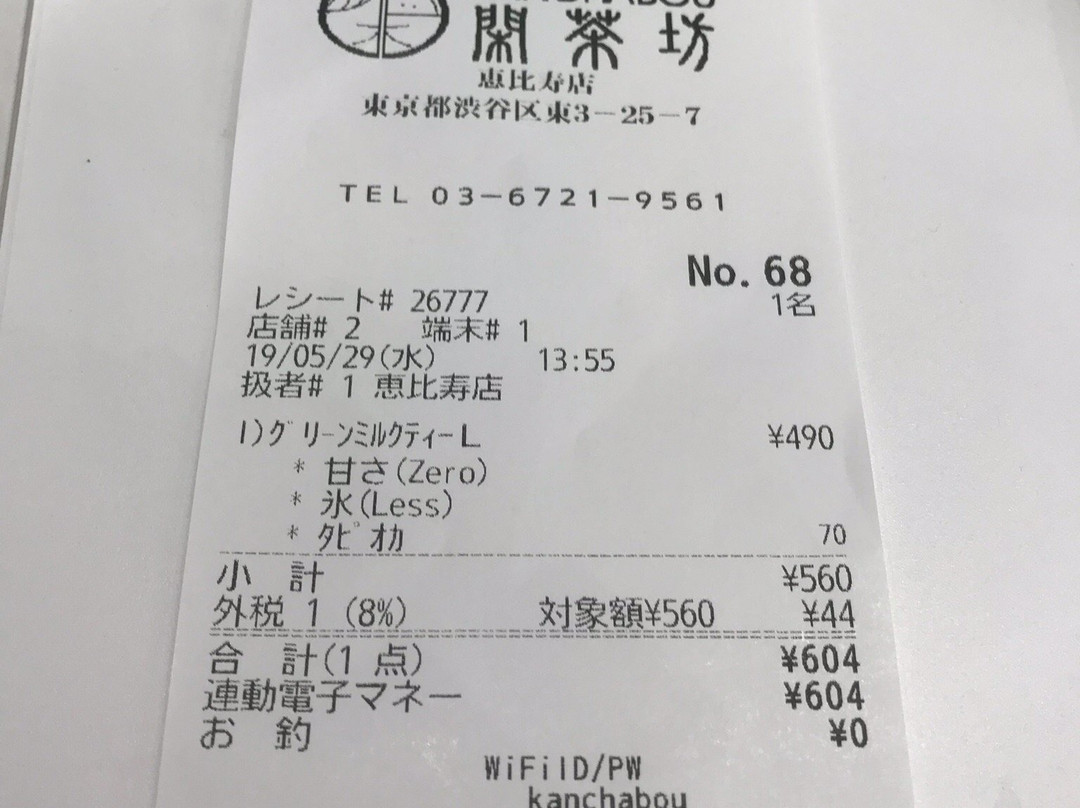 閑茶坊
恵比寿店
東京都渋谷区東3-25-7
TEL 03-6721-9561
No. 68
レシート# 26777 1名
店舗# 2 端末# 1
19/05/29(水) 13:55
扱者# 1 恵比寿店
I)グリーンミルクティーL ¥490
* 甘さ(Zero)
* 氷(Less)
* タピオカ 70
小 計 ¥560
外税 1 (8%) 対象額¥560 ¥44
合 計(1 点) ¥604
連動電子マネー ¥604
お 釣 ¥0
WiFiID/PW
kanchabou